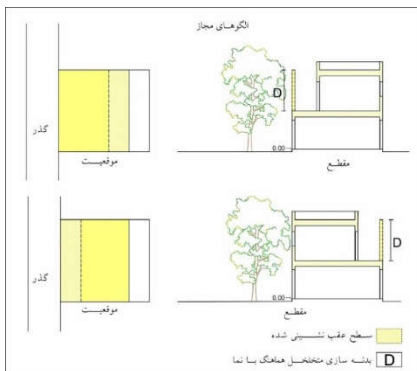 الگوهای مجاز
گذر
موقعیت
D
0.00
مقطع
گذر
موقعیت
D
0.00
مقطع
سطح عقب نشینی شده
D بدنه سازی متخلخل هماهنگ با نما